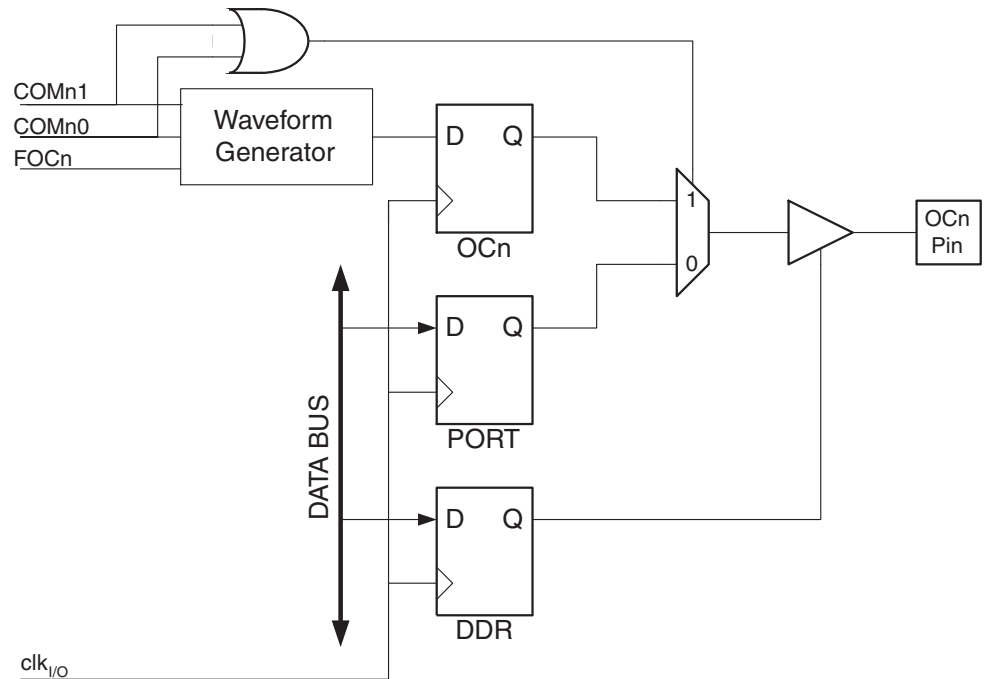 COMn1
COMn0
FOCn
Waveform
Generator
D Q
OCn
1
0
OCn
Pin
D Q
PORT
DATA BUS
D Q
DDR
clkI/O